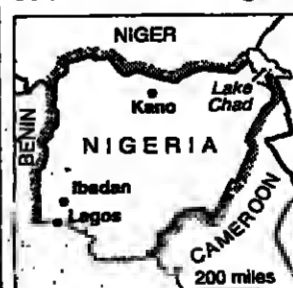 NIGER
Lake
Chad
Kano
BENIN
NIGERIA
Ibadan
Lagos
CAMEROON
200 miles